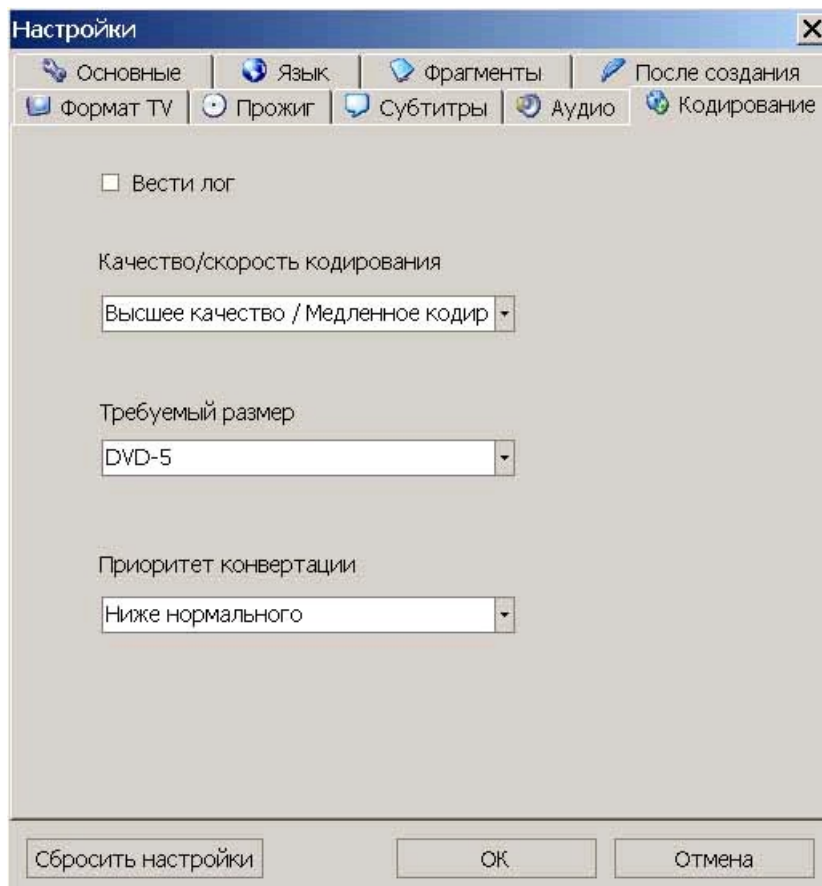 Настройки
Основные Язык Фрагменты После создания
Формат TV Прожиг Субтитры Аудио Кодирование
Вести лог
Качество/скорость кодирования
Высшее качество / Медленное кодир
Требуемый размер
DVD-5
Приоритет конвертации
Ниже нормального
Сбросить настройки OK Отмена